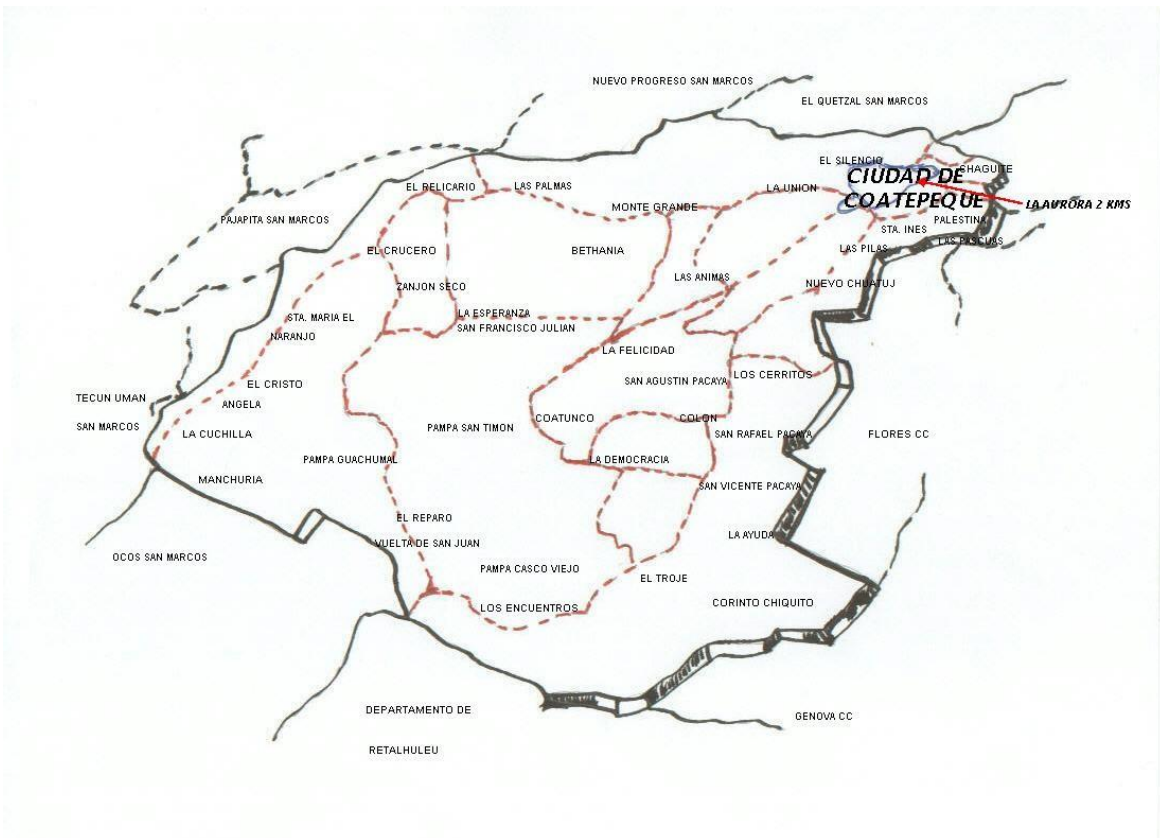 NUEVO PROGRESO SAN MARCOS
EL QUETZAL SAN MARCOS
EL SILENCIO
CHAGUITE
CIUDAD DE
COATEPEQUE
LA AURORA 2 KMS
EL RELICARIO
LAS PALMAS
LA UNION
MONTE GRANDE
PAJAPITA SAN MARCOS
PALESTINA
STA. INES
LAS PASCUAS
LAS PILAS
EL CRUCERO
BETHANIA
LAS ANIMAS
NUEVO CHUATUJ
ZANJON SECO
LA ESPERANZA
SAN FRANCISCO JULIAN
STA. MARIA EL
NARANJO
LA FELICIDAD
SAN AGUSTIN PACAYA
LOS CERRITOS
EL CRISTO
TECUN UMAN
SAN MARCOS
ANGELA
COATUNCO
COLON
LA CUCHILLA
PAMPA SAN TIMON
SAN RAFAEL PACAYA
FLORES CC
PAMPA GUACHUMAL
LA DEMOCRACIA
MANCHURIA
SAN VICENTE PACAYA
EL REPARO
VUELTA DE SAN JUAN
LA AYUDA
OCOS SAN MARCOS
PAMPA CASCO VIEJO
EL TROJE
LOS ENCUENTROS
CORINTO CHIQUITO
DEPARTAMENTO DE
RETALHULEU
GENOVA CC